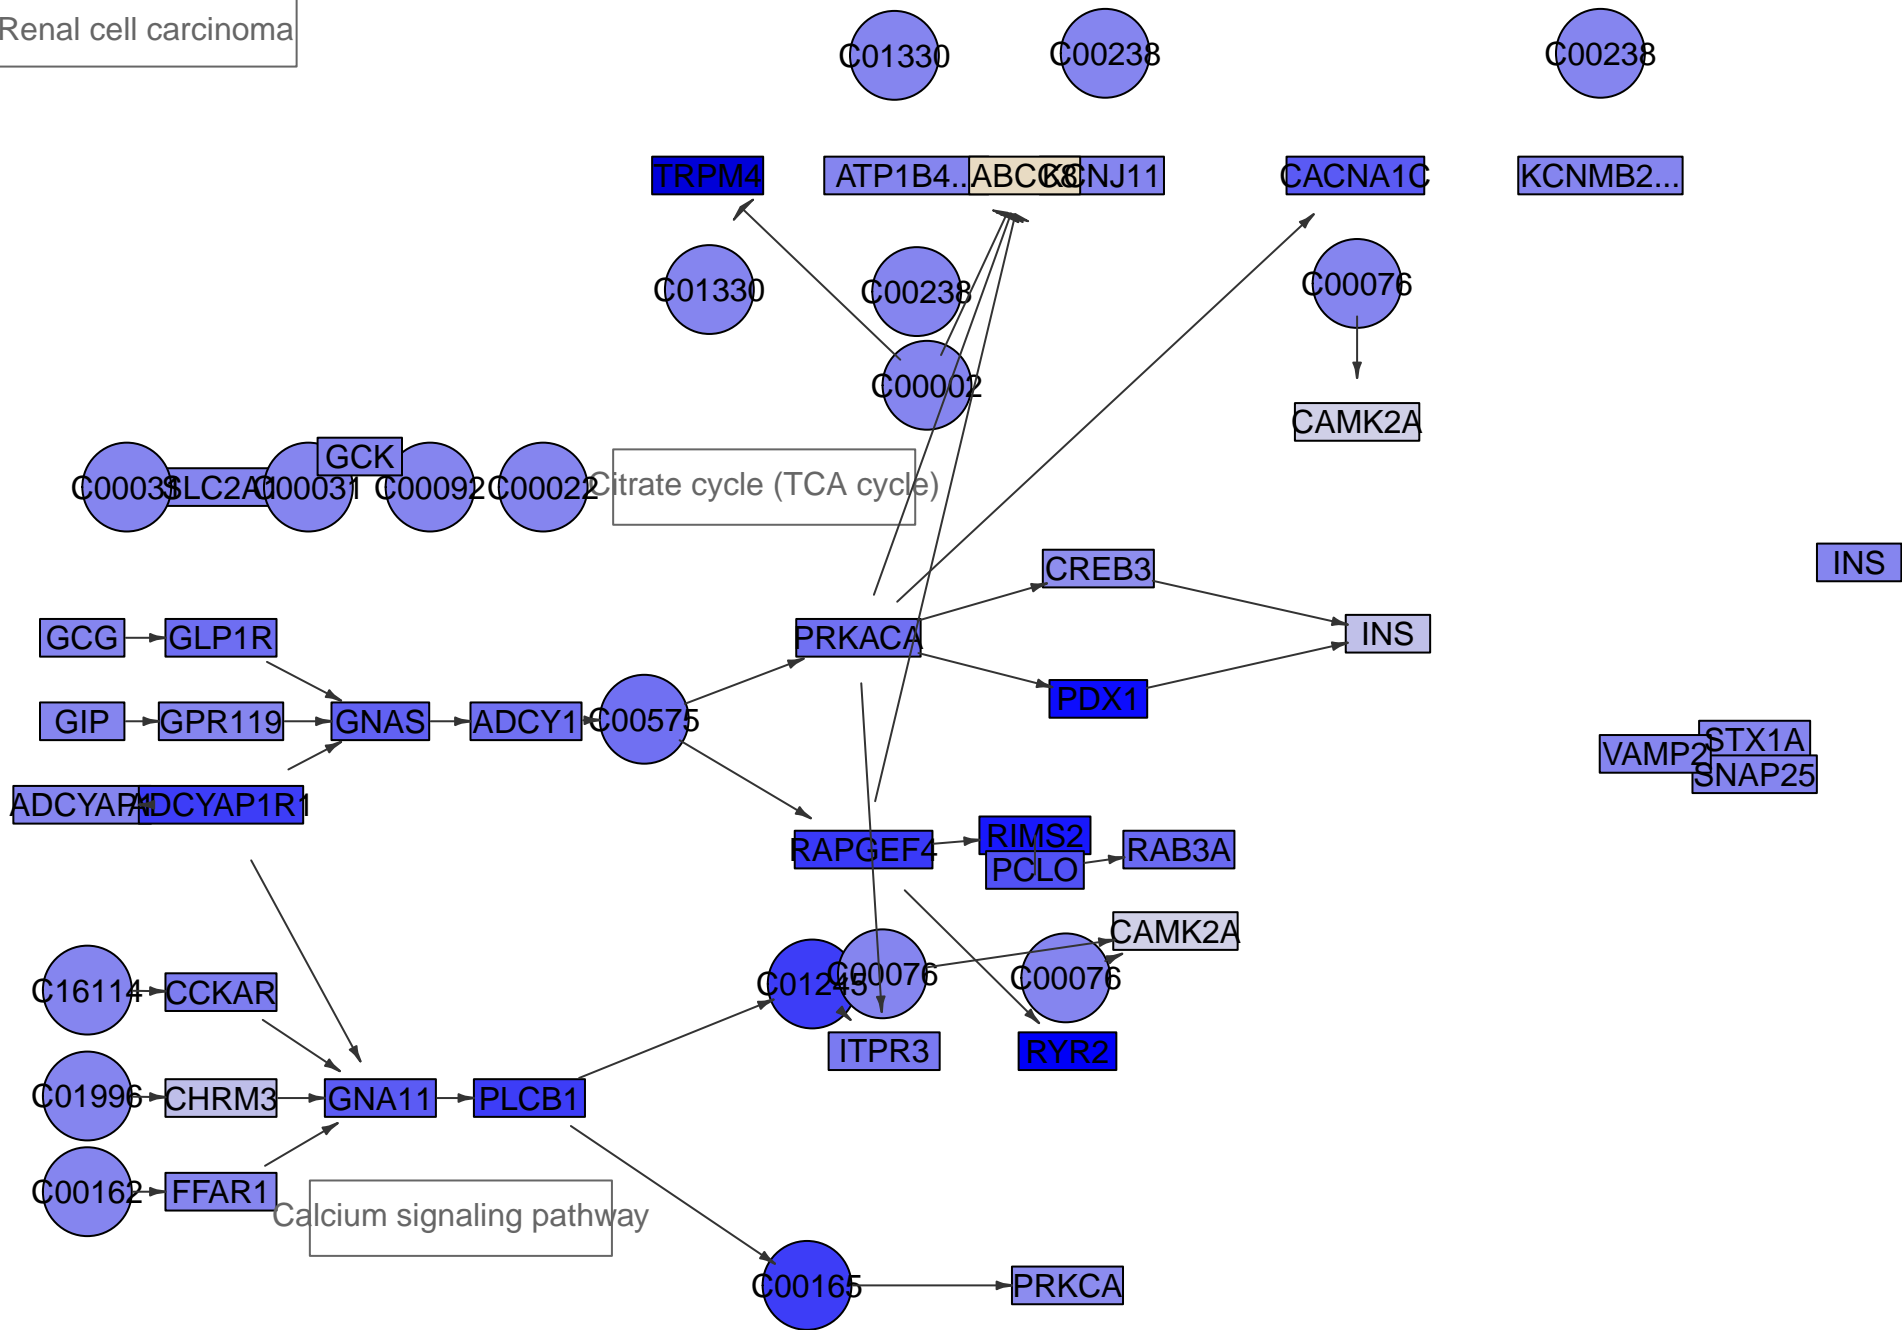 Renal cell carcinoma
C01330
C00238
C00238
TRPM4
ATP1B4...
ABCC8
KCNJ11
CACNA1C
KCNMB2...
C01330
C00238
C00076
C00002
CAMK2A
C00031
SLC2A1
C00031
GCK
C00092
C00022
Citrate cycle (TCA cycle)
CREB3
INS
GCG
GLP1R
PRKACA
INS
GIP
GPR119
GNAS
ADCY1
C00575
PDX1
STX1A
VAMP2
SNAP25
ADCYAP1
ADCYAP1R1
RAPGEF4
RIMS2
PCLO
RAB3A
CAMK2A
C16114
CCKAR
C01245
C00076
C00076
ITPR3
RYR2
C01996
CHRM3
GNA11
PLCB1
C00162
FFAR1
Calcium signaling pathway
C00165
PRKCA